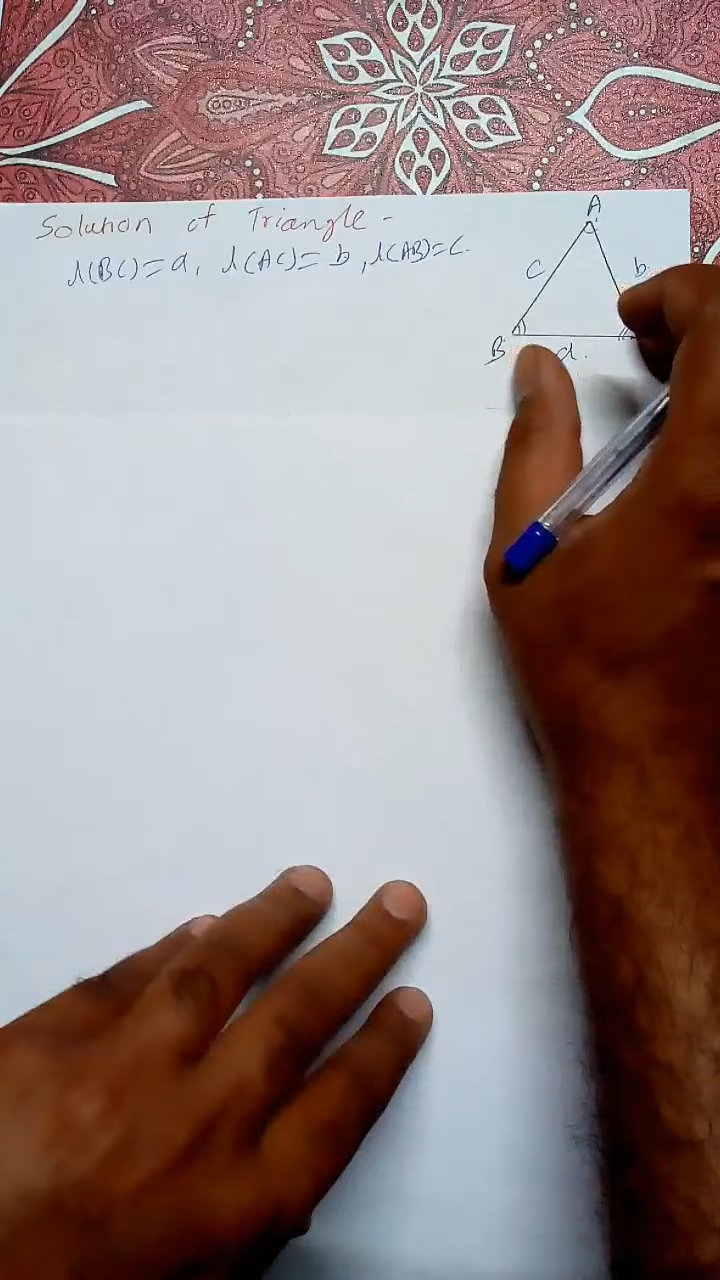 Solution of Triangle -
l(BC)=a, l(AC)= b, l(AB)=c.
A
c
b
B
a.